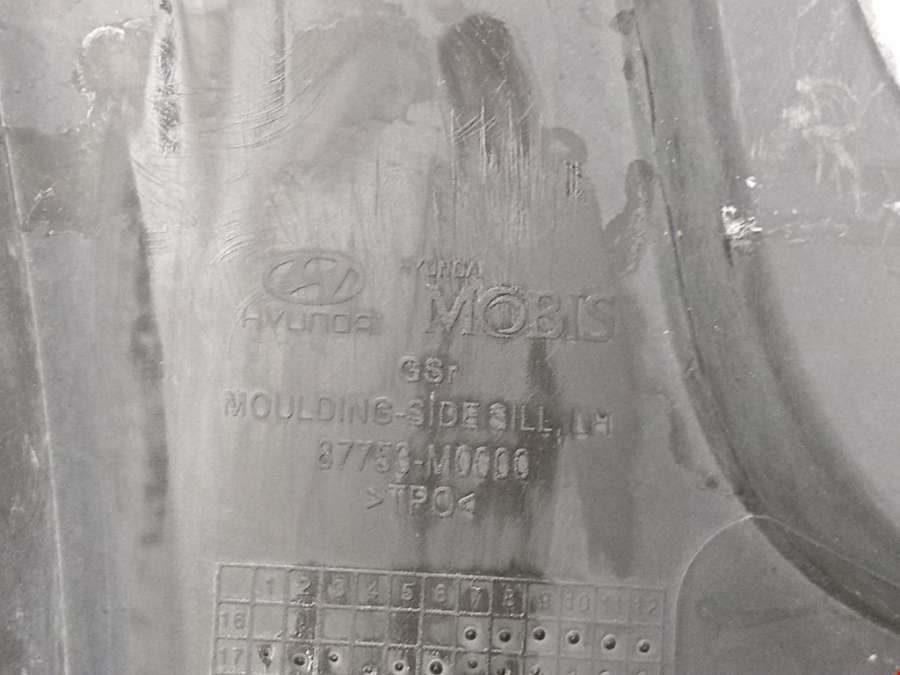 HYUNDAI
HYUNDAI
MOBIS
GSr
MOULDING-SIDE SILL, LH
87753-M0000
>TPO<
1 2 3 4 5 6 7 8 9 10 11 12
16
17